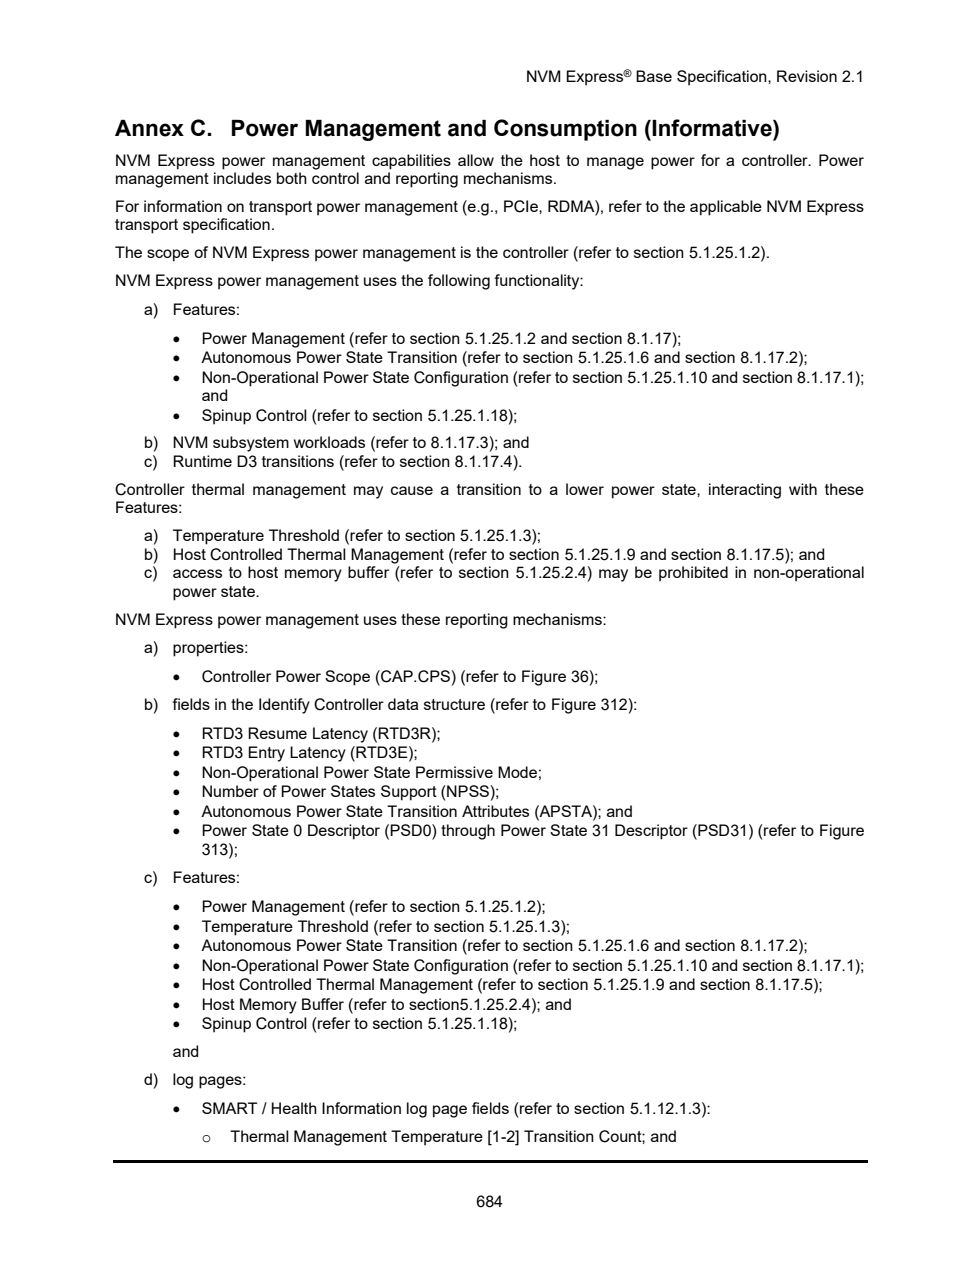 NVM Express® Base Specification, Revision 2.1
Annex C. Power Management and Consumption (Informative)
NVM Express power management capabilities allow the host to manage power for a controller. Power
management includes both control and reporting mechanisms.
For information on transport power management (e.g., PCIe, RDMA), refer to the applicable NVM Express
transport specification.
The scope of NVM Express power management is the controller (refer to section 5.1.25.1.2).
NVM Express power management uses the following functionality:
a) Features:
• Power Management (refer to section 5.1.25.1.2 and section 8.1.17);
• Autonomous Power State Transition (refer to section 5.1.25.1.6 and section 8.1.17.2);
• Non-Operational Power State Configuration (refer to section 5.1.25.1.10 and section 8.1.17.1);
and
• Spinup Control (refer to section 5.1.25.1.18);
b) NVM subsystem workloads (refer to 8.1.17.3); and
c) Runtime D3 transitions (refer to section 8.1.17.4).
Controller thermal management may cause a transition to a lower power state, interacting with these
Features:
a) Temperature Threshold (refer to section 5.1.25.1.3);
b) Host Controlled Thermal Management (refer to section 5.1.25.1.9 and section 8.1.17.5); and
c) access to host memory buffer (refer to section 5.1.25.2.4) may be prohibited in non-operational
power state.
NVM Express power management uses these reporting mechanisms:
a) properties:
• Controller Power Scope (CAP.CPS) (refer to Figure 36);
b) fields in the Identify Controller data structure (refer to Figure 312):
• RTD3 Resume Latency (RTD3R);
• RTD3 Entry Latency (RTD3E);
• Non-Operational Power State Permissive Mode;
• Number of Power States Support (NPSS);
• Autonomous Power State Transition Attributes (APSTA); and
• Power State 0 Descriptor (PSD0) through Power State 31 Descriptor (PSD31) (refer to Figure
313);
c) Features:
• Power Management (refer to section 5.1.25.1.2);
• Temperature Threshold (refer to section 5.1.25.1.3);
• Autonomous Power State Transition (refer to section 5.1.25.1.6 and section 8.1.17.2);
• Non-Operational Power State Configuration (refer to section 5.1.25.1.10 and section 8.1.17.1);
• Host Controlled Thermal Management (refer to section 5.1.25.1.9 and section 8.1.17.5);
• Host Memory Buffer (refer to section5.1.25.2.4); and
• Spinup Control (refer to section 5.1.25.1.18);
and
d) log pages:
• SMART / Health Information log page fields (refer to section 5.1.12.1.3):
○ Thermal Management Temperature [1-2] Transition Count; and
684